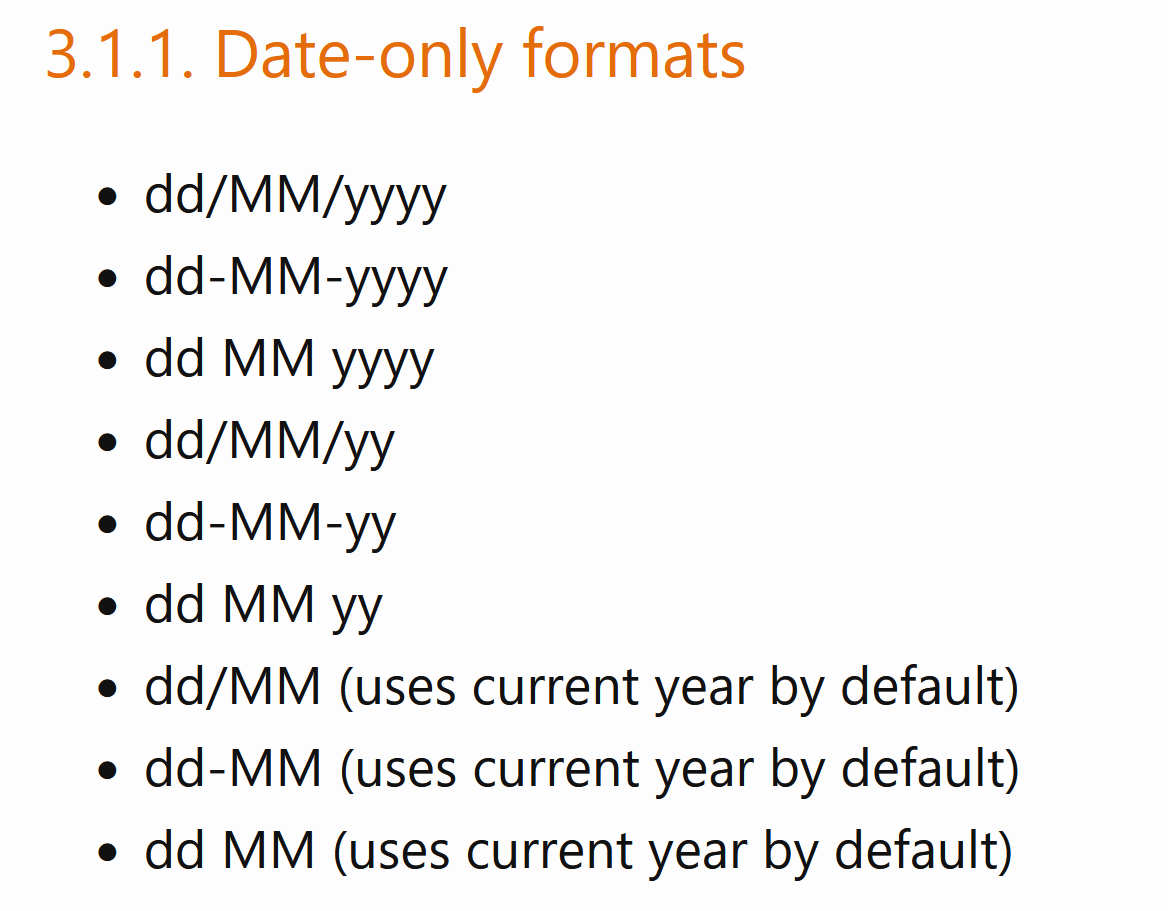 3.1.1. Date-only formats
• dd/MM/yyyy
• dd-MM-yyyy
• dd MM yyyy
• dd/MM/yy
• dd-MM-yy
• dd MM yy
• dd/MM (uses current year by default)
• dd-MM (uses current year by default)
• dd MM (uses current year by default)